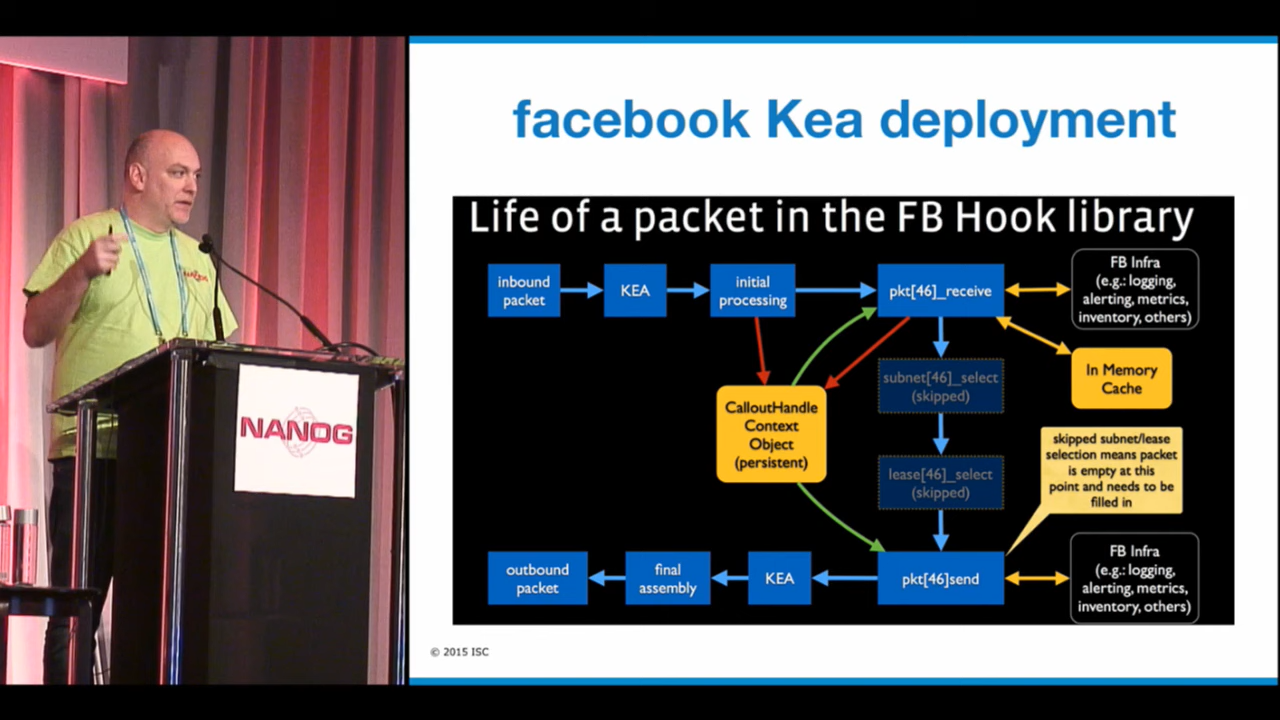 facebook Kea deployment
Life of a packet in the FB Hook library
inbound
packet
KEA
initial
processing
pkt[46]_receive
FB Infra
(e.g.: logging,
alerting, metrics,
inventory, others)
In Memory
Cache
subnet[46]_select
(skipped)
CalloutHandle
Context
Object
(persistent)
lease[46]_select
(skipped)
skipped subnet/lease
selection means packet
is empty at this
point and needs to be
filled in
outbound
packet
final
assembly
KEA
pkt[46]send
FB Infra
(e.g.: logging,
alerting, metrics,
inventory, others)
© 2015 ISC
NANOG